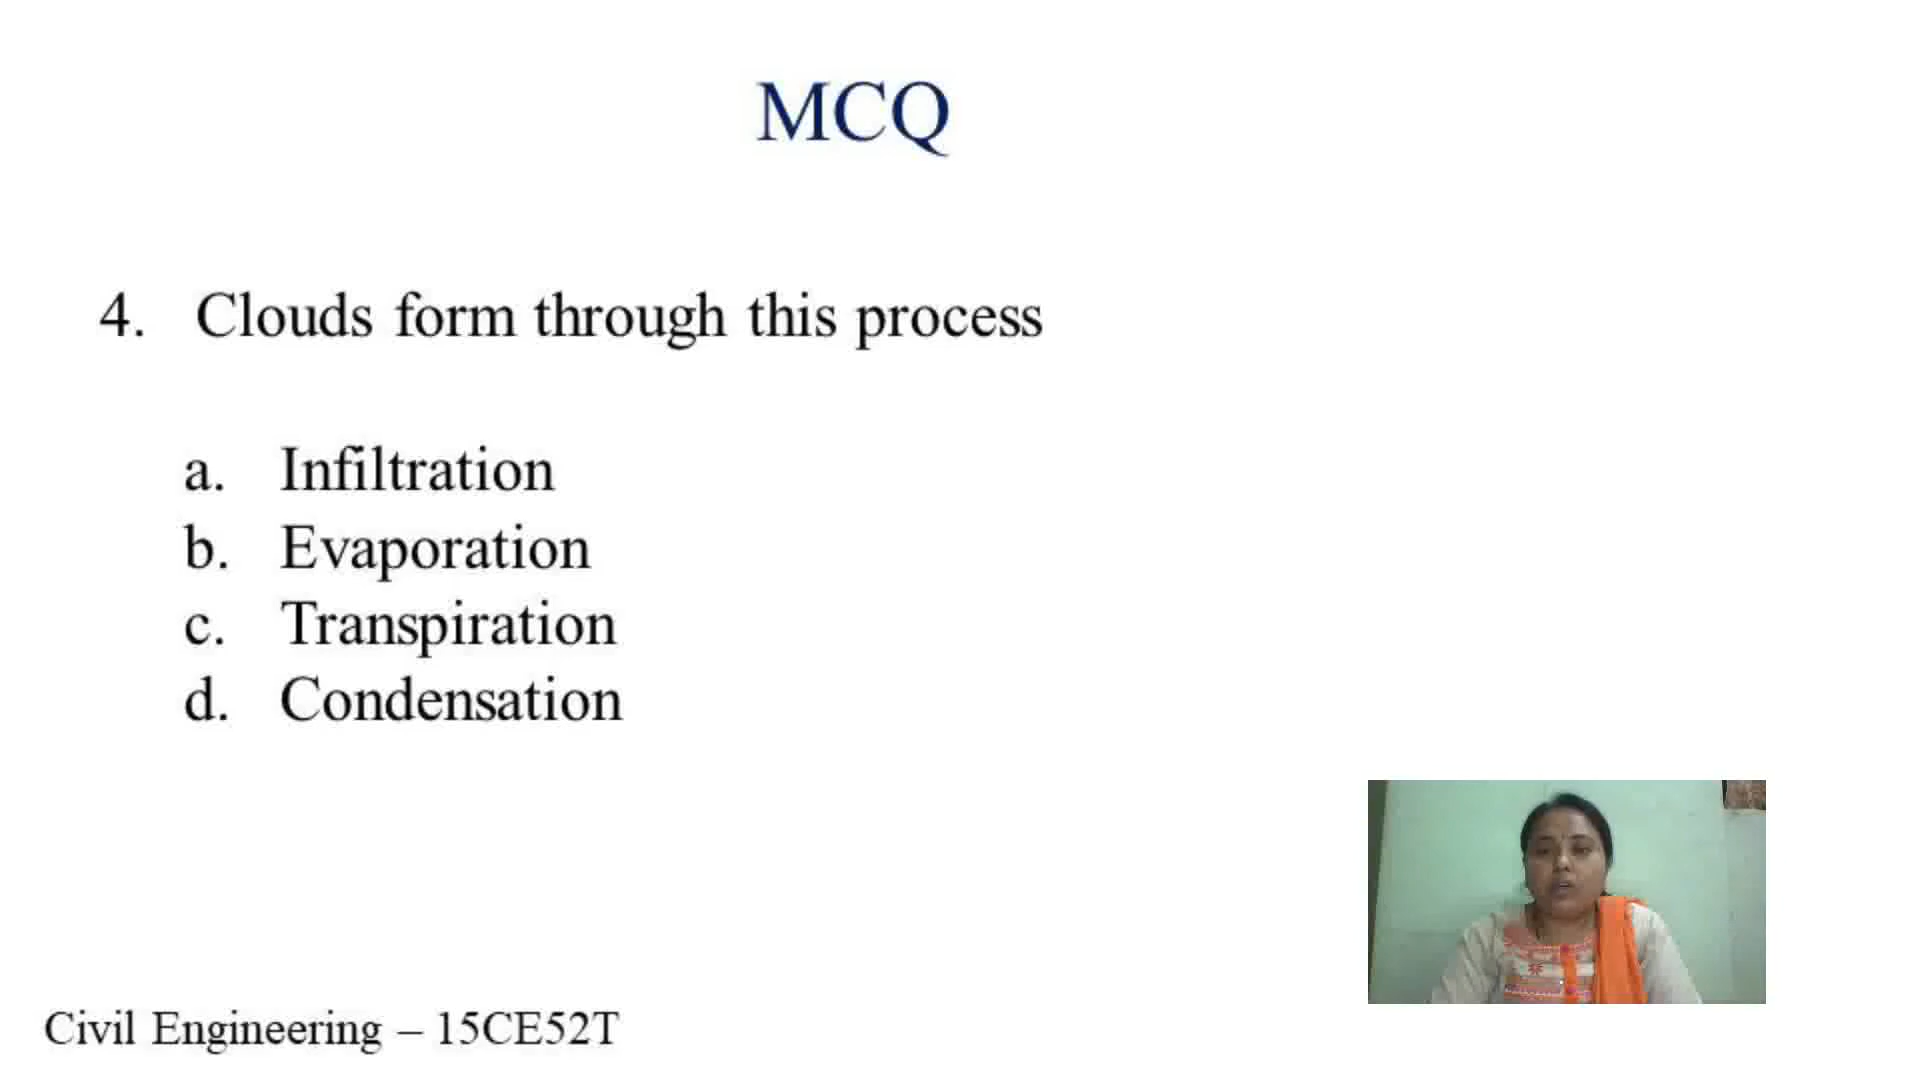 MCQ
4. Clouds form through this process
a. Infiltration
b. Evaporation
c. Transpiration
d. Condensation
Civil Engineering – 15CE52T